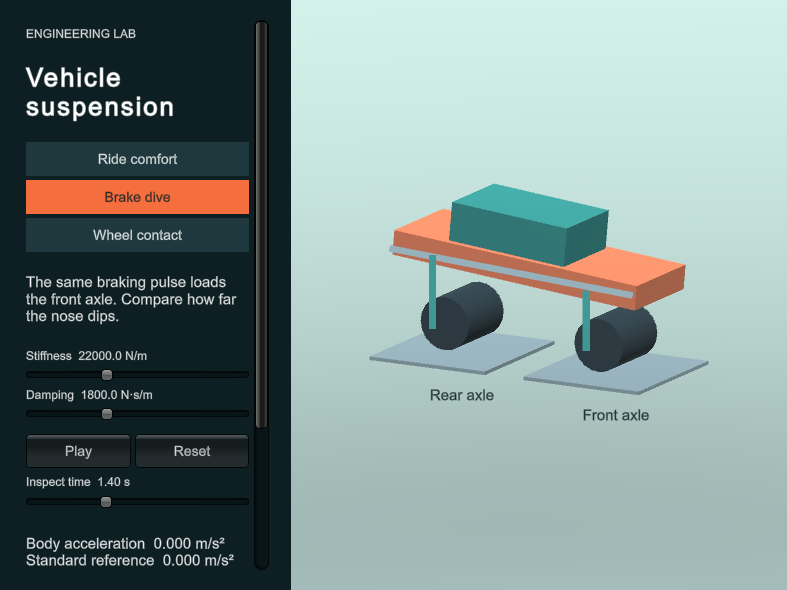 ENGINEERING LAB
Vehicle
suspension
Ride comfort
Brake dive
Wheel contact
The same braking pulse loads
the front axle. Compare how far
the nose dips.
Stiffness  22000.0 N/m
Damping  1800.0 N·s/m
Play
Reset
Inspect time  1.40 s
Body acceleration  0.000 m/s²
Standard reference  0.000 m/s²
Rear axle
Front axle